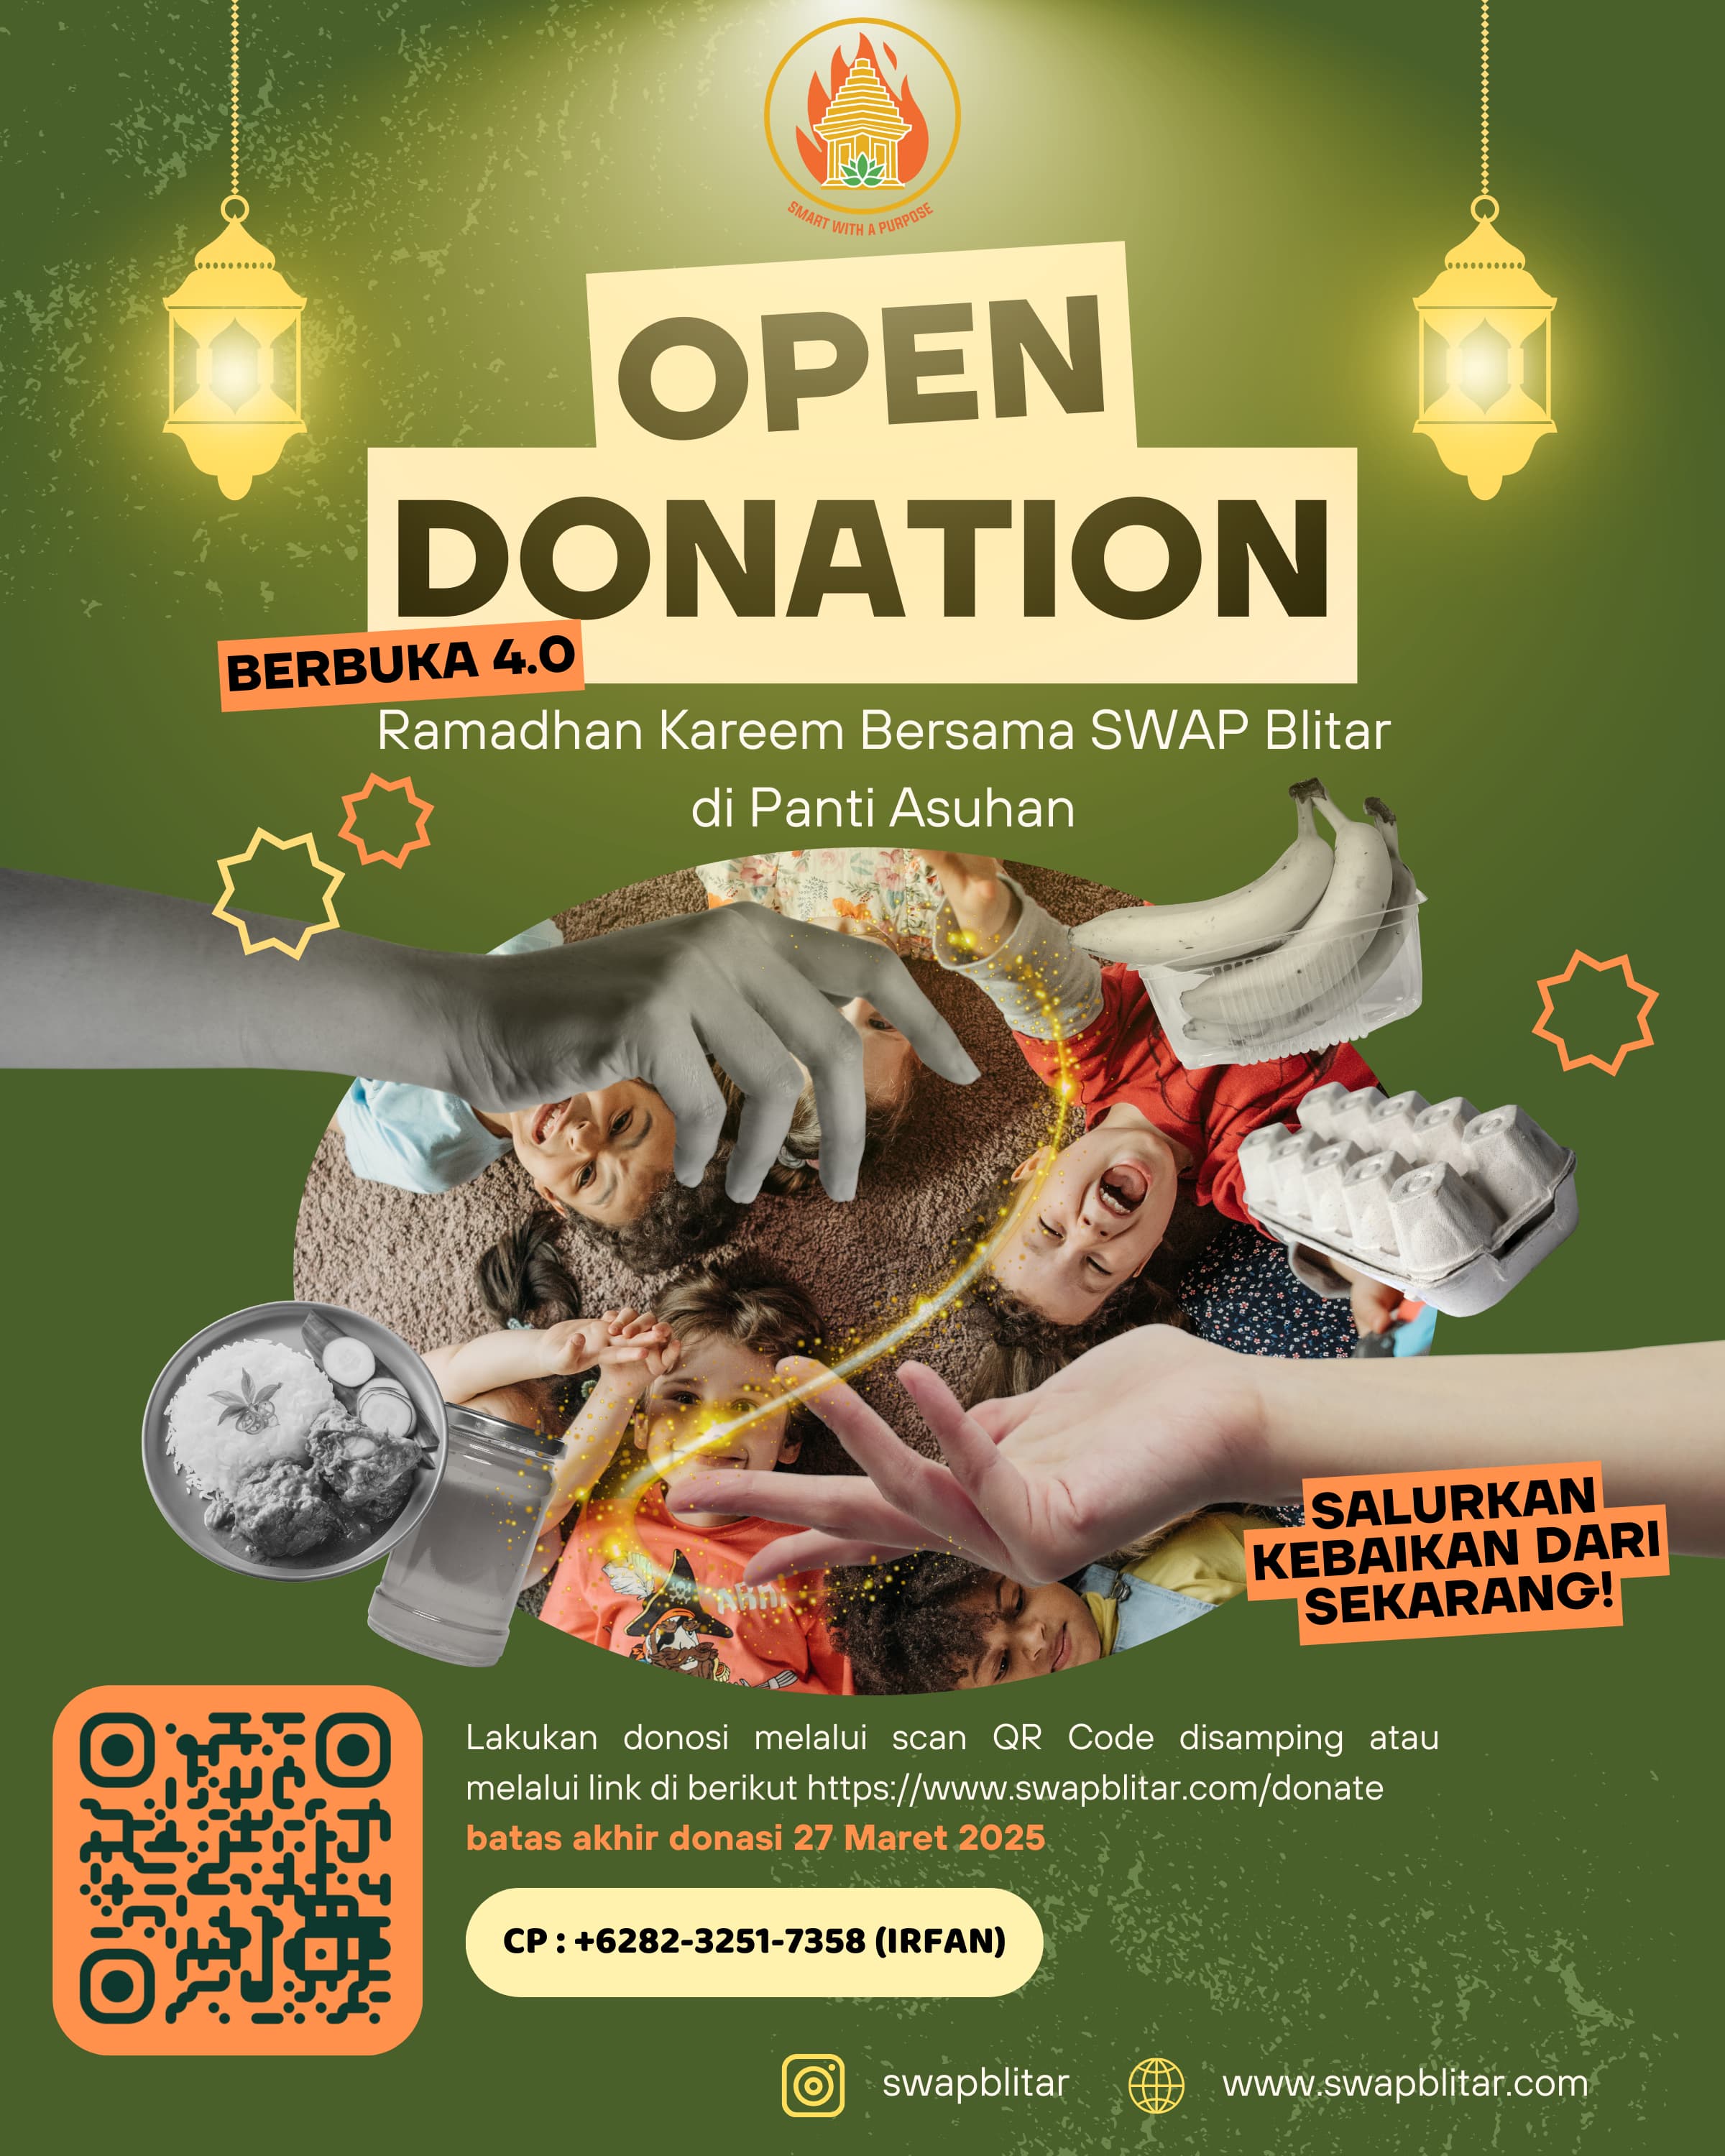 SMART WITH A PURPOSE
OPEN
DONATION
BERBUKA 4.0
Ramadhan Kareem Bersama SWAP Blitar
di Panti Asuhan
ARH!
SALURKAN
KEBAIKAN DARI
SEKARANG!
Lakukan donosi melalui scan QR Code disamping atau
melalui link di berikut https://www.swapblitar.com/donate
batas akhir donasi 27 Maret 2025
CP : +6282-3251-7358 (IRFAN)
swapblitar
www.swapblitar.com